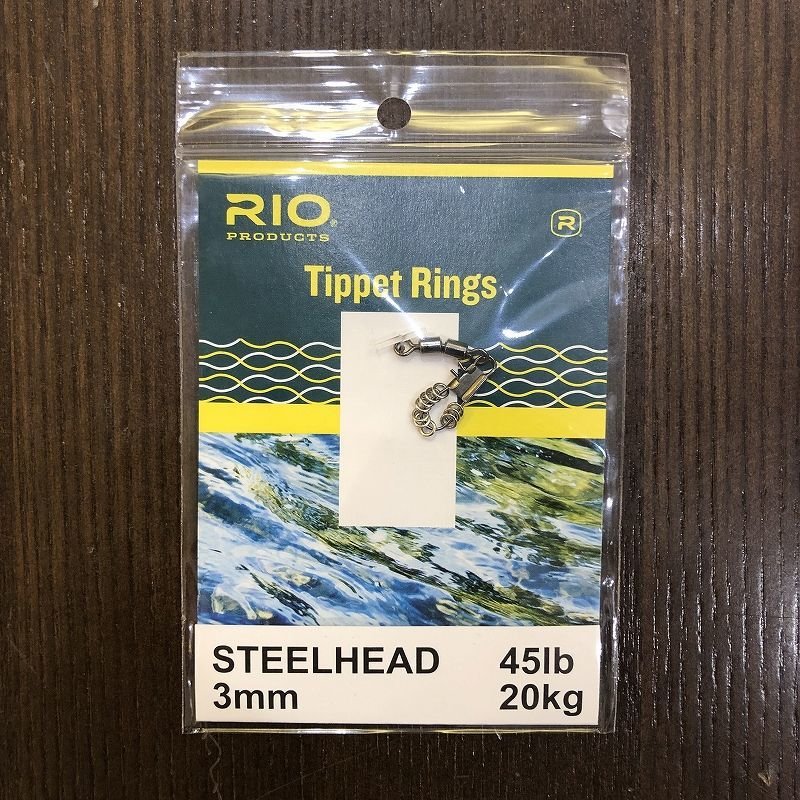 RIO®
PRODUCTS
R
Tippet Rings
STEELHEAD 45lb
3mm 20kg